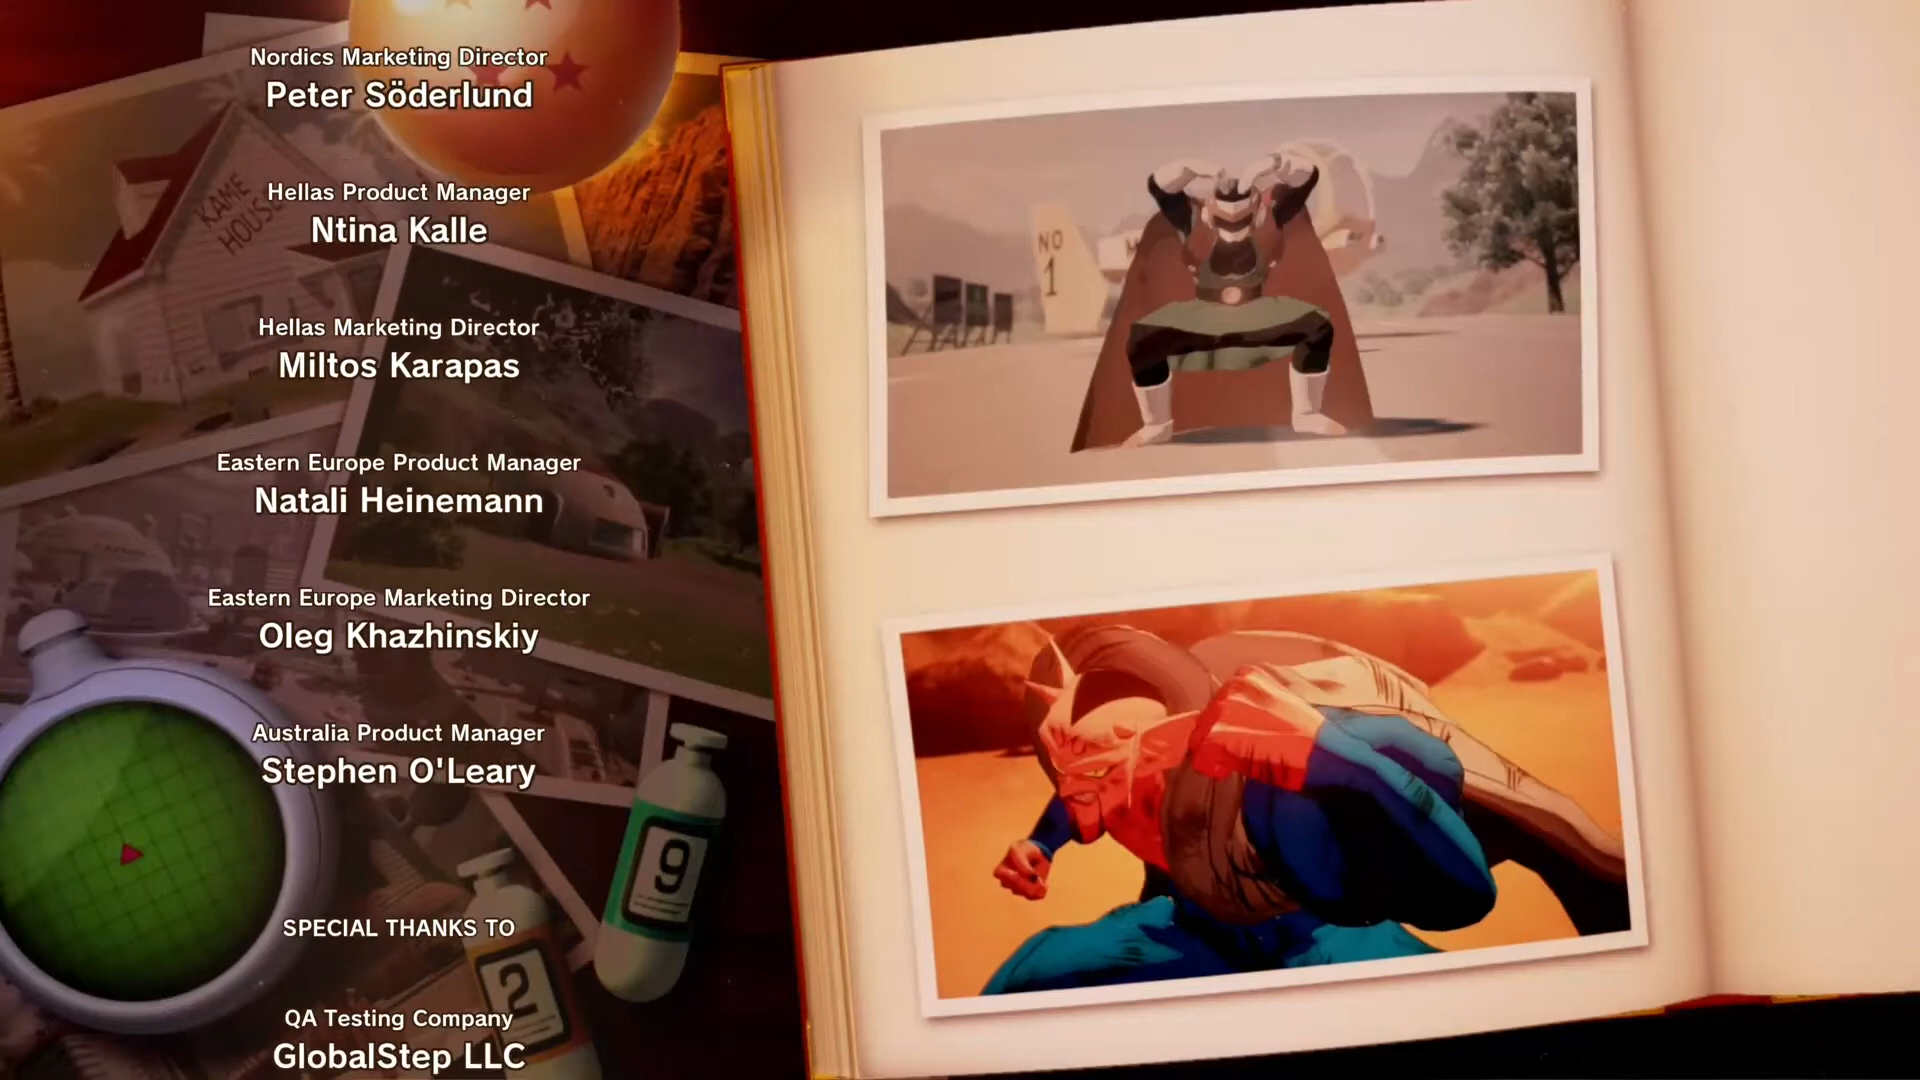 Nordics Marketing Director
Peter Söderlund
Hellas Product Manager
Ntina Kalle
Hellas Marketing Director
Miltos Karapas
Eastern Europe Product Manager
Natali Heinemann
Eastern Europe Marketing Director
Oleg Khazhinskiy
Australia Product Manager
Stephen O'Leary
SPECIAL THANKS TO
QA Testing Company
GlobalStep LLC
KAME
HOUSE
9
2
NO
1